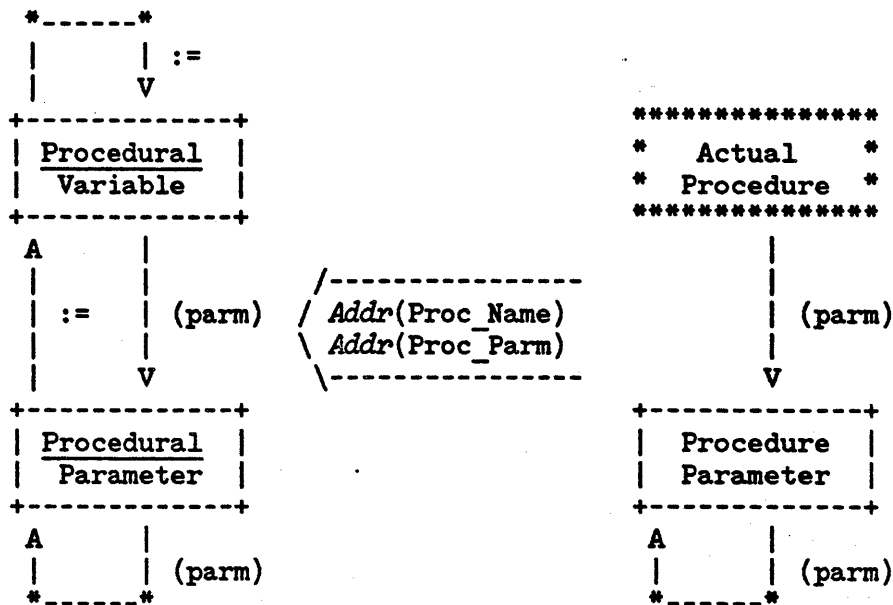 :=
V
Procedural
Variable
Actual
Procedure
A
:=
(parm)
Addr(Proc_Name)
Addr(Proc_Parm)
(parm)
V
V
Procedural
Parameter
Procedure
Parameter
A
(parm)
A
(parm)